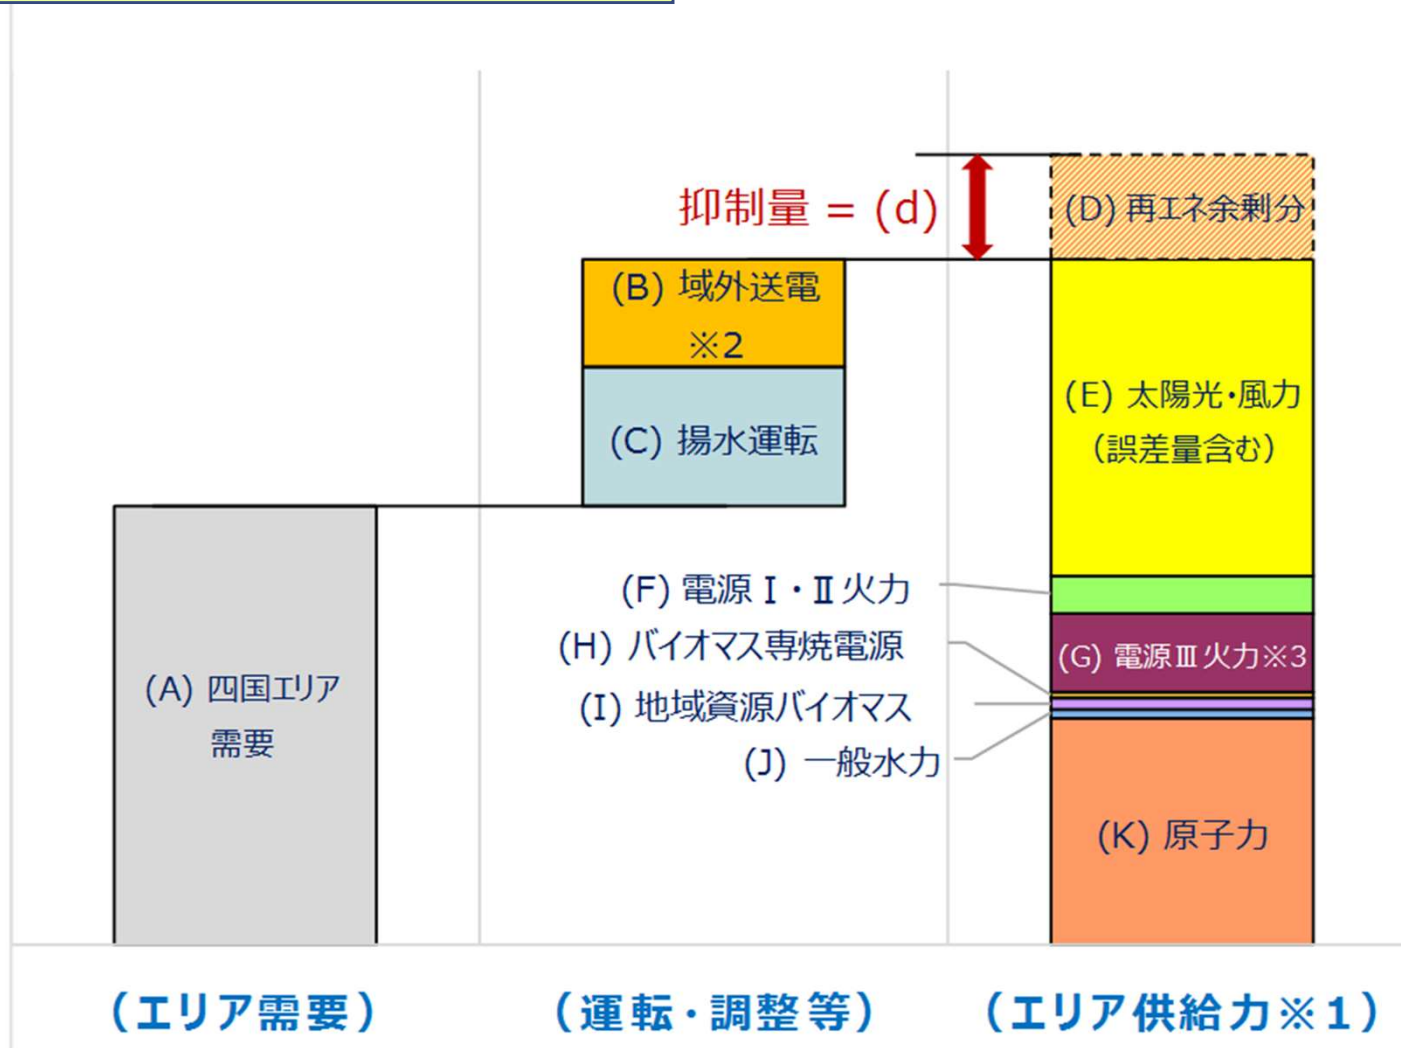 抑制量 = (d)
(D) 再エネ余剰分
(B) 域外送電
※2
(C) 揚水運転
(E) 太陽光・風力
(誤差量含む)
(F) 電源Ⅰ・Ⅱ火力
(H) バイオマス専焼電源
(G) 電源Ⅲ火力※3
(I) 地域資源バイオマス
(J) 一般水力
(A) 四国エリア
需要
(K) 原子力
(エリア需要)
(運転・調整等)
(エリア供給力※1)